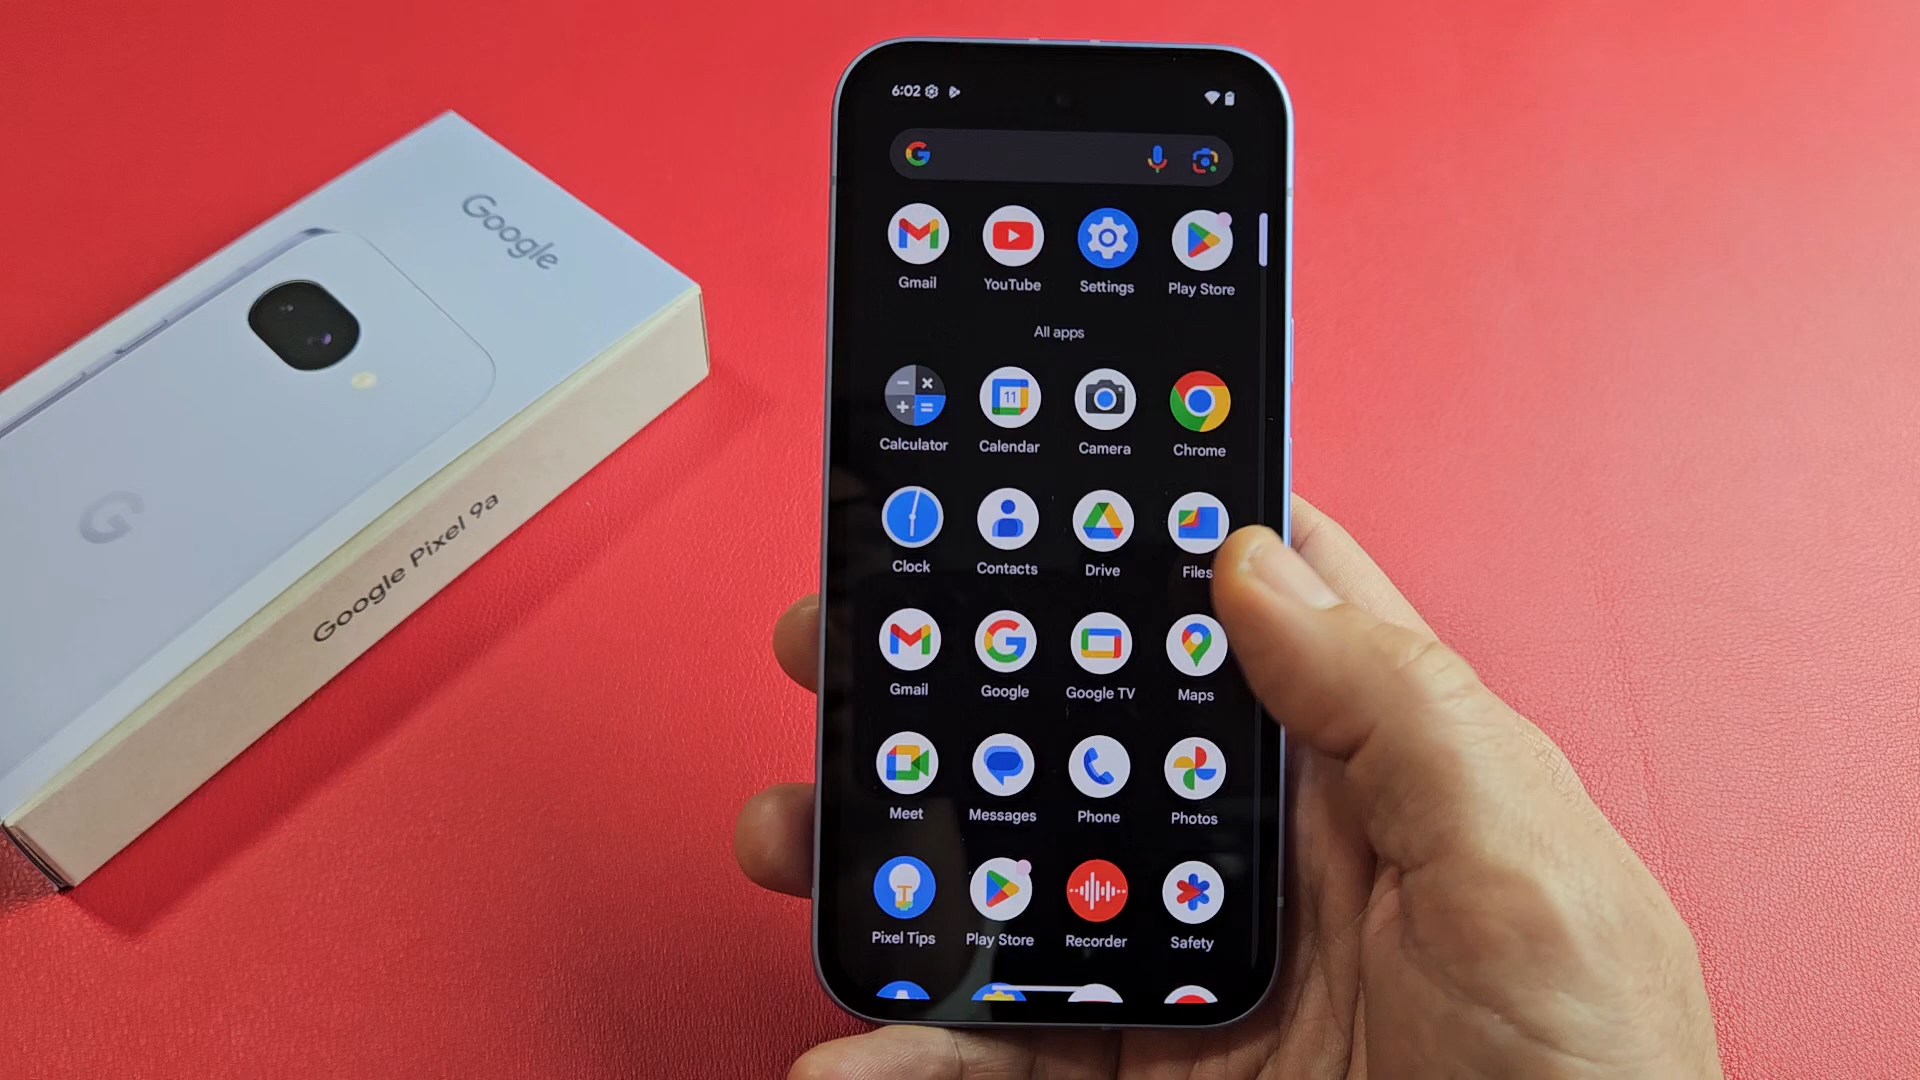 Google
G
Google Pixel 9a
6:02
Gmail YouTube Settings Play Store
All apps
11
Calculator Calendar Camera Chrome
Clock Contacts Drive Files
Gmail Google Google TV Maps
Meet Messages Phone Photos
Pixel Tips Play Store Recorder Safety